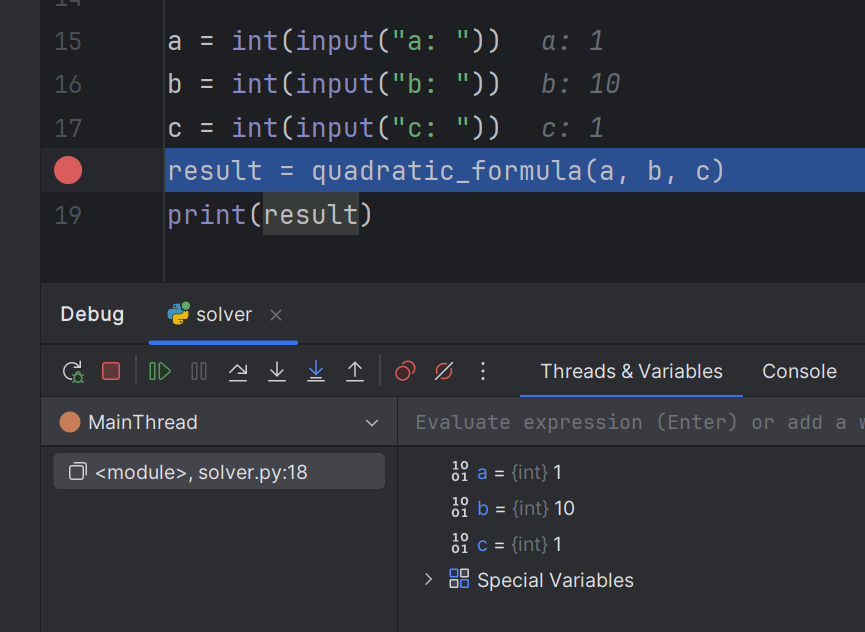 14
15 a = int(input("a: ")) a: 1
16 b = int(input("b: ")) b: 10
17 c = int(input("c: ")) c: 1
result = quadratic_formula(a, b, c)
19 print(result)
Debug solver
Threads & Variables Console
MainThread Evaluate expression (Enter) or add a
<module>, solver.py:18
a = {int} 1
b = {int} 10
c = {int} 1
Special Variables